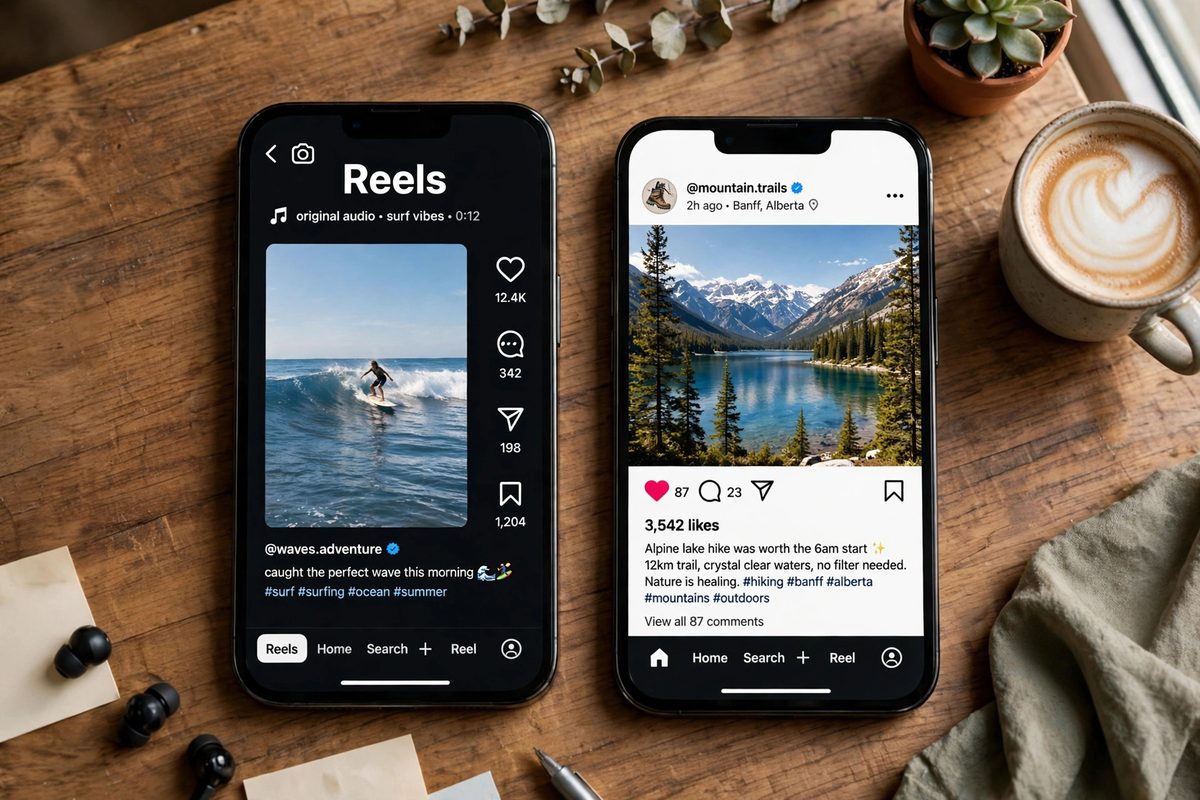 Reels
original audio • surf vibes • 0:12
12.4K
342
198
1,204
@waves.adventure
caught the perfect wave this morning 🌊🏄
#surf #surfing #ocean #summer
Reels Home Search + Reel
@mountain.trails
2h ago • Banff, Alberta
87 23
3,542 likes
Alpine lake hike was worth the 6am start ✨
12km trail, crystal clear waters, no filter needed.
Nature is healing. #hiking #banff #alberta
#mountains #outdoors
View all 87 comments
Home Search + Reel